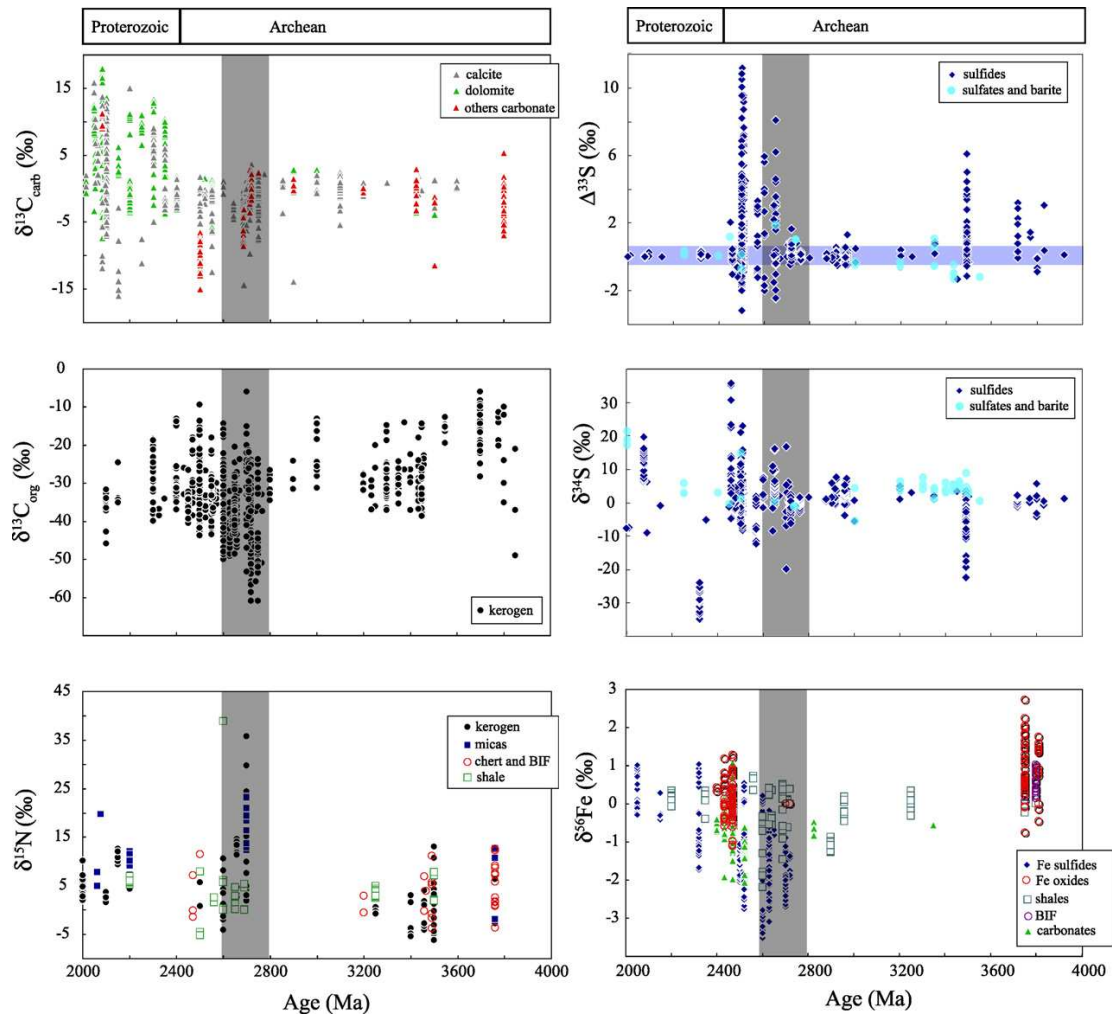 Proterozoic Archean
15
5
-5
-15
δ¹³C carb (‰)
calcite
dolomite
others carbonate
0
-10
-20
-30
-40
-50
-60
δ¹³C org (‰)
kerogen
45
35
25
15
5
-5
δ¹⁵N (‰)
kerogen
micas
chert and BIF
shale
2000 2400 2800 3200 3600 4000
Age (Ma)
Proterozoic Archean
10
6
2
-2
Δ³³S (‰)
sulfides
sulfates and barite
30
20
10
0
-10
-20
-30
δ³⁴S (‰)
sulfides
sulfates and barite
3
2
1
0
-1
-2
-3
δ⁵⁶Fe (‰)
Fe sulfides
Fe oxides
shales
BIF
carbonates
2000 2400 2800 3200 3600 4000
Age (Ma)